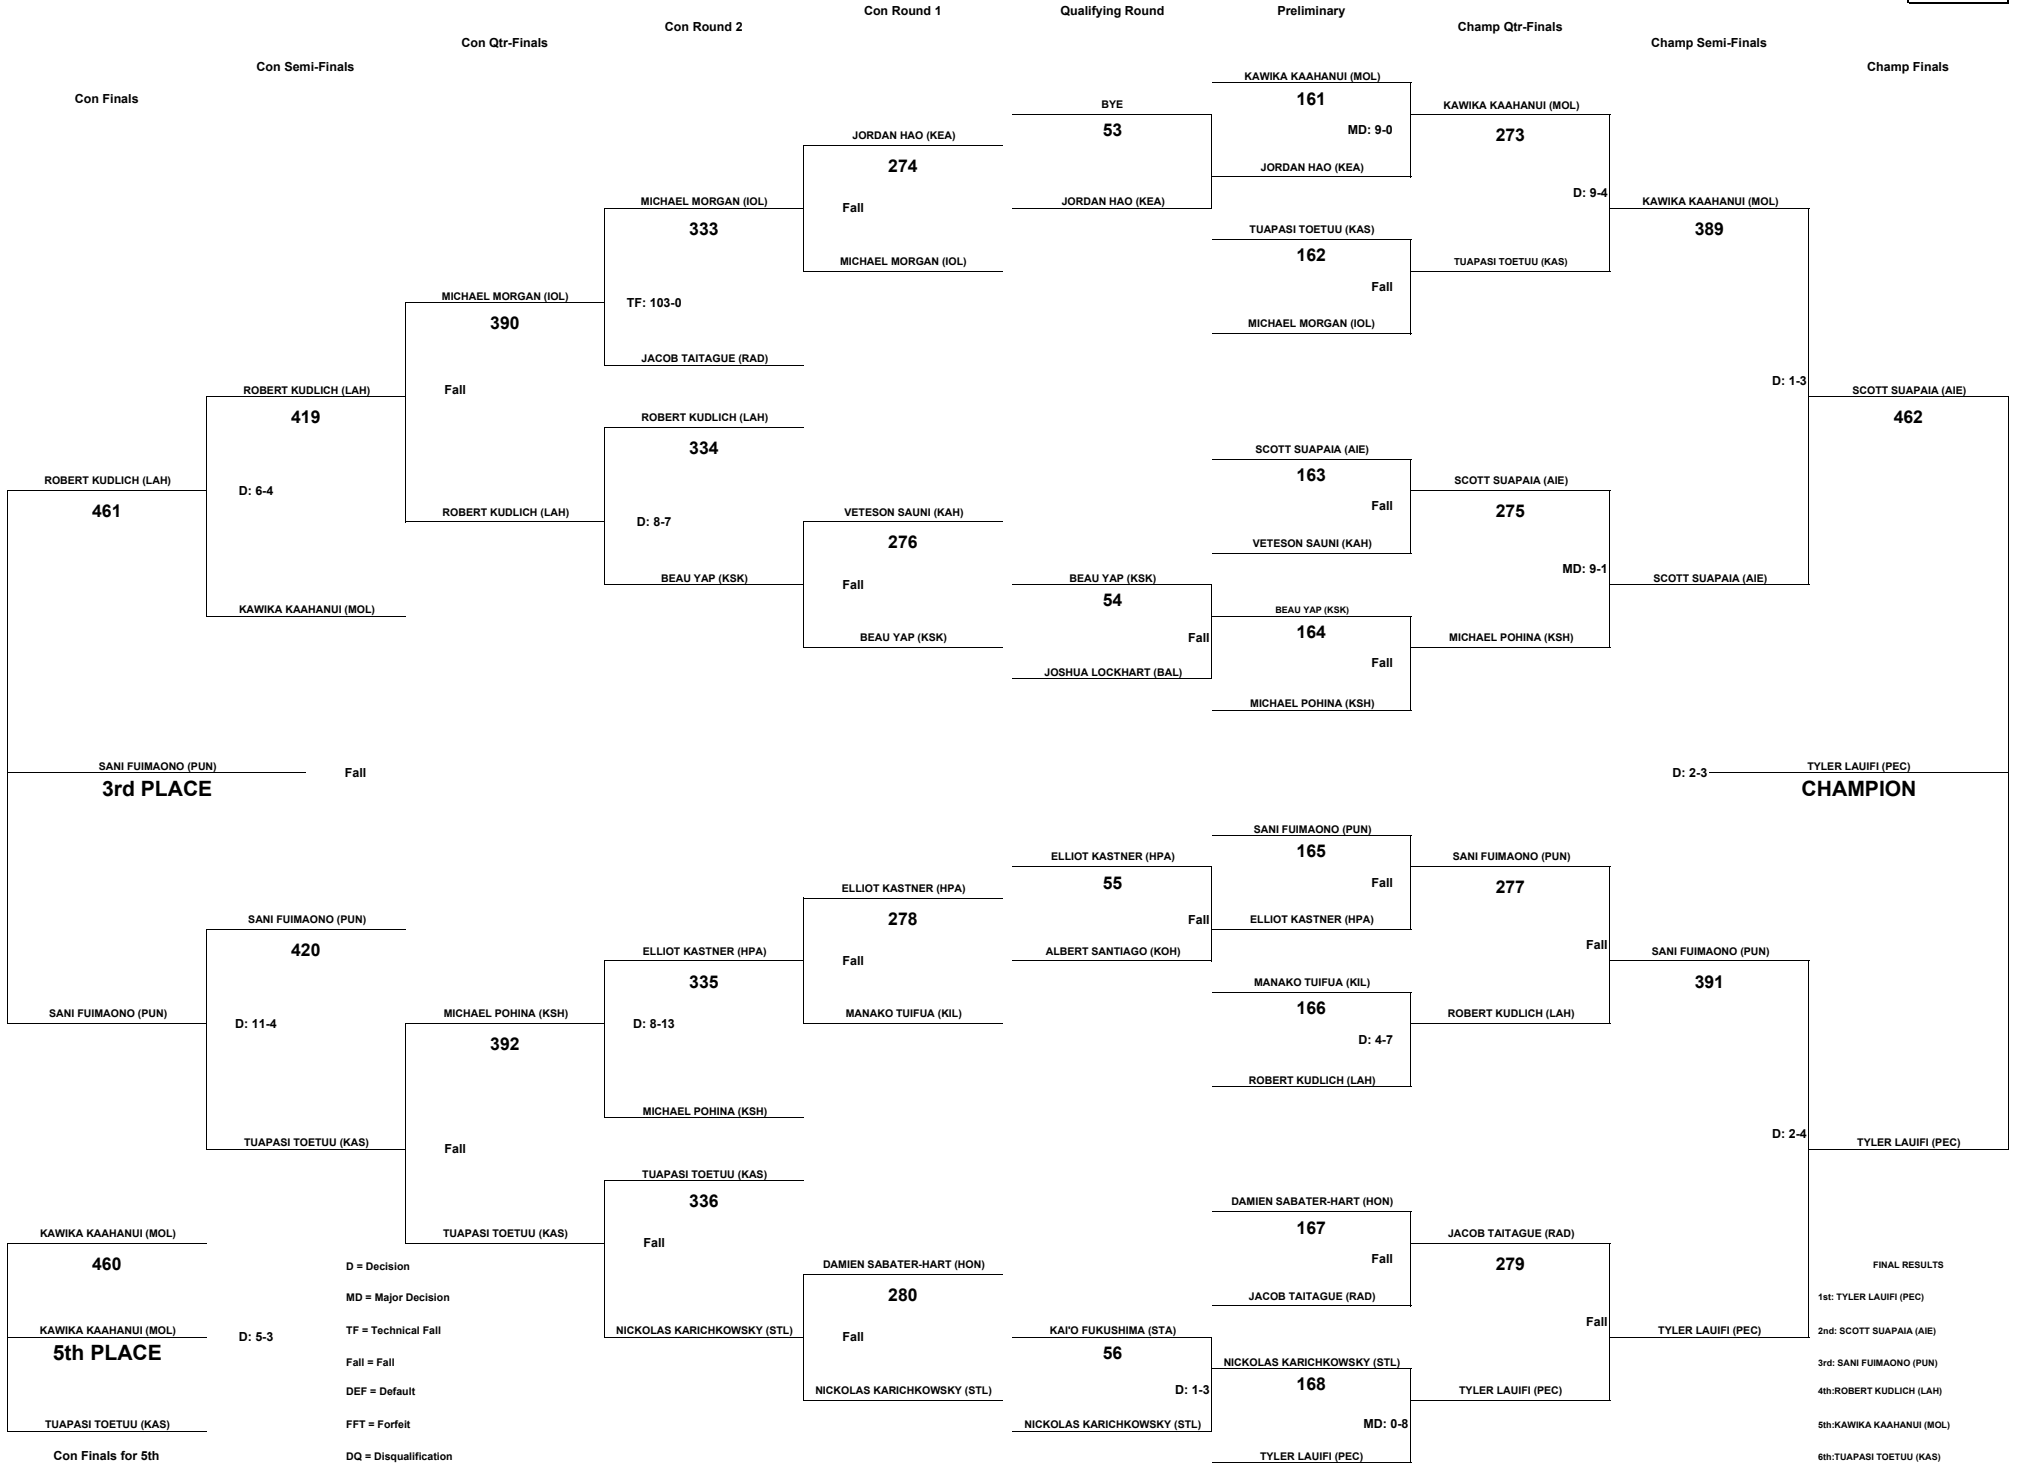 Con Round 1
Qualifying Round
Preliminary
Con Round 2
Champ Qtr-Finals
Con Qtr-Finals
Champ Semi-Finals
Con Semi-Finals
Champ Finals
Con Finals
KAWIKA KAAHANUI (MOL)
161
MD: 9-0
JORDAN HAO (KEA)
BYE
53
JORDAN HAO (KEA)
KAWIKA KAAHANUI (MOL)
273
D: 9-4
TUAPASI TOETUU (KAS)
JORDAN HAO (KEA)
274
Fall
MICHAEL MORGAN (IOL)
MICHAEL MORGAN (IOL)
333
TF: 103-0
JACOB TAITAGUE (RAD)
KAWIKA KAAHANUI (MOL)
389
D: 1-3
SCOTT SUAPAIA (AIE)
TUAPASI TOETUU (KAS)
162
Fall
MICHAEL MORGAN (IOL)
MICHAEL MORGAN (IOL)
390
Fall
ROBERT KUDLICH (LAH)
ROBERT KUDLICH (LAH)
419
D: 6-4
KAWIKA KAAHANUI (MOL)
ROBERT KUDLICH (LAH)
334
D: 8-7
BEAU YAP (KSK)
SCOTT SUAPAIA (AIE)
462
SCOTT SUAPAIA (AIE)
163
Fall
VETESON SAUNI (KAH)
SCOTT SUAPAIA (AIE)
275
MD: 9-1
MICHAEL POHINA (KSH)
ROBERT KUDLICH (LAH)
461
VETESON SAUNI (KAH)
276
Fall
BEAU YAP (KSK)
BEAU YAP (KSK)
54
Fall
JOSHUA LOCKHART (BAL)
BEAU YAP (KSK)
164
Fall
MICHAEL POHINA (KSH)
SANI FUIMAONO (PUN)
3rd PLACE
Fall
D: 2-3
TYLER LAUIFI (PEC)
CHAMPION
SANI FUIMAONO (PUN)
165
Fall
ELLIOT KASTNER (HPA)
ELLIOT KASTNER (HPA)
55
Fall
ALBERT SANTIAGO (KOH)
SANI FUIMAONO (PUN)
277
Fall
ROBERT KUDLICH (LAH)
ELLIOT KASTNER (HPA)
278
Fall
MANAKO TUIFUA (KIL)
SANI FUIMAONO (PUN)
420
D: 11-4
TUAPASI TOETUU (KAS)
ELLIOT KASTNER (HPA)
335
D: 8-13
MICHAEL POHINA (KSH)
SANI FUIMAONO (PUN)
391
D: 2-4
TYLER LAUIFI (PEC)
MANAKO TUIFUA (KIL)
166
D: 4-7
ROBERT KUDLICH (LAH)
SANI FUIMAONO (PUN)
MICHAEL POHINA (KSH)
392
Fall
TUAPASI TOETUU (KAS)
TYLER LAUIFI (PEC)
TUAPASI TOETUU (KAS)
336
Fall
NICKOLAS KARICHKOWSKY (STL)
DAMIEN SABATER-HART (HON)
167
Fall
JACOB TAITAGUE (RAD)
JACOB TAITAGUE (RAD)
279
Fall
TYLER LAUIFI (PEC)
DAMIEN SABATER-HART (HON)
280
Fall
NICKOLAS KARICHKOWSKY (STL)
KAI'O FUKUSHIMA (STA)
56
D: 1-3
NICKOLAS KARICHKOWSKY (STL)
NICKOLAS KARICHKOWSKY (STL)
168
MD: 0-8
TYLER LAUIFI (PEC)
KAWIKA KAAHANUI (MOL)
460
KAWIKA KAAHANUI (MOL)
D: 5-3
5th PLACE
TUAPASI TOETUU (KAS)
Con Finals for 5th
D = Decision
MD = Major Decision
TF = Technical Fall
Fall = Fall
DEF = Default
FFT = Forfeit
DQ = Disqualification
FINAL RESULTS
1st: TYLER LAUIFI (PEC)
2nd: SCOTT SUAPAIA (AIE)
3rd: SANI FUIMAONO (PUN)
4th:ROBERT KUDLICH (LAH)
5th:KAWIKA KAAHANUI (MOL)
6th:TUAPASI TOETUU (KAS)